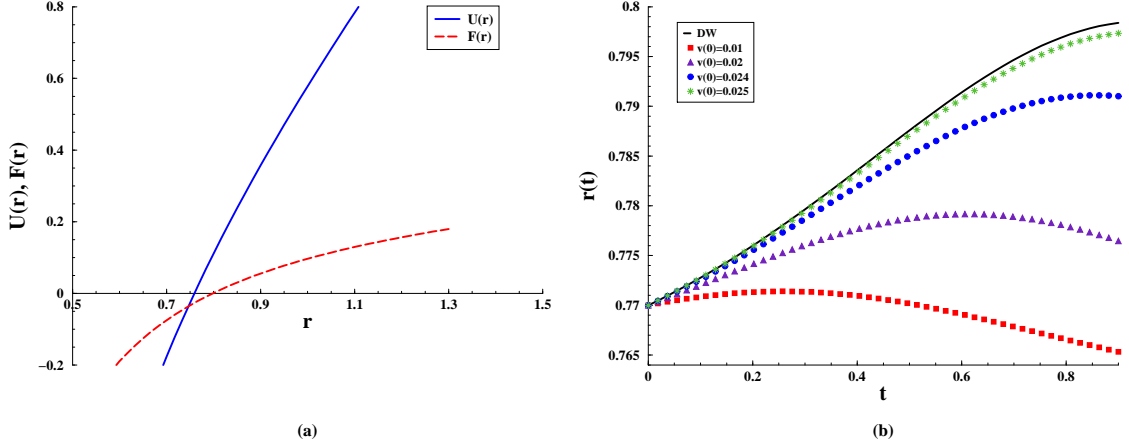 0.8
0.6
0.4
0.2
0
−0.2
U(r), F(r)
0.5
0.7
0.9
1.1
1.3
1.5
r
U(r)
F(r)
(a)
0.8
0.795
0.79
0.785
0.78
0.775
0.77
0.765
r(t)
0
0.2
0.4
0.6
0.8
t
DW
v(0)=0.01
v(0)=0.02
v(0)=0.024
v(0)=0.025
(b)